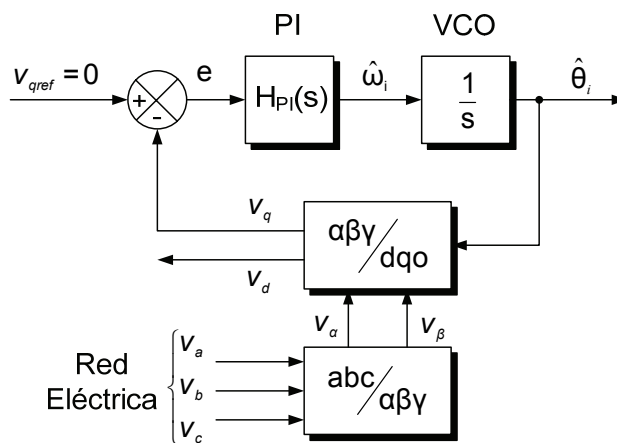 PI
VCO
v_qref = 0
e
ω̂_i
θ̂_i
+
-
H_PI(s)
1/s
v_q
v_d
αβγ/dqo
v_α
v_β
Red
Eléctrica
v_a
v_b
v_c
abc/αβγ